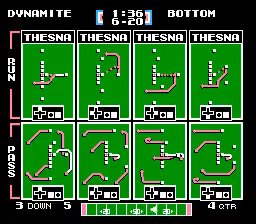 DYNAMITE 1:36 BOTTOM
6-20
THESNA THESNA THESNA THESNA
RUN
PASS
3 DOWN 5 4 QTR
20 50 20